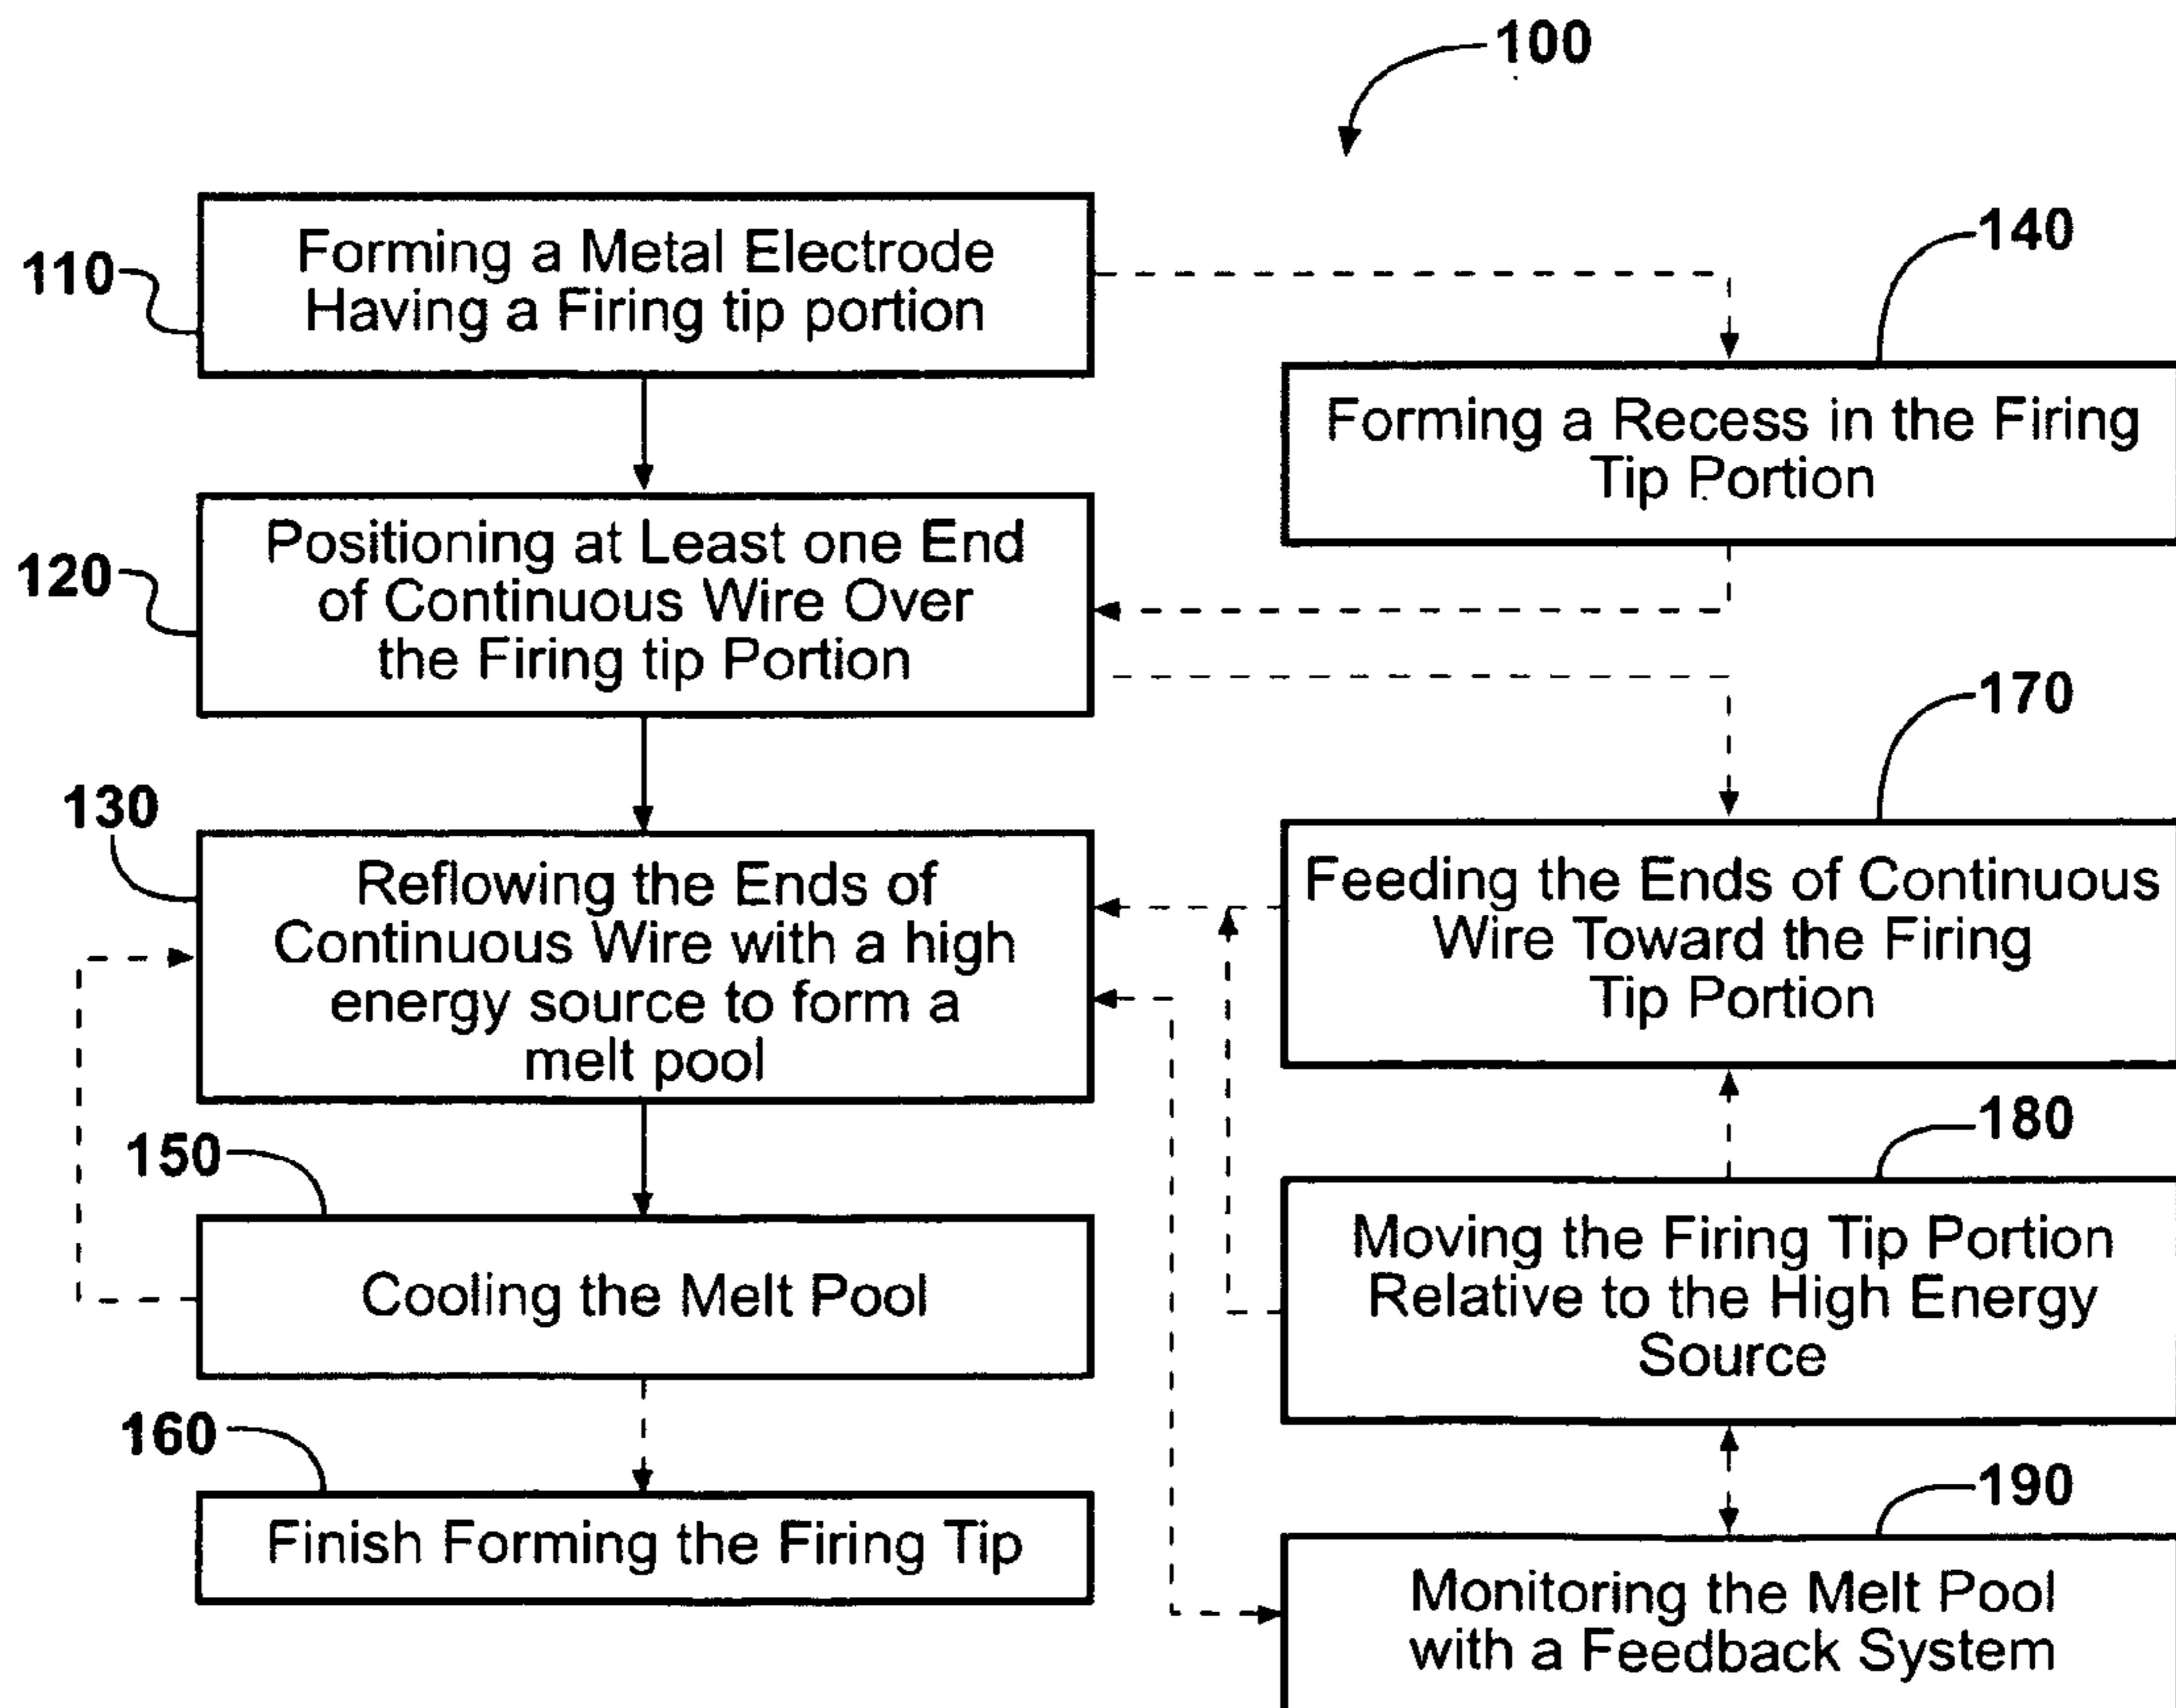 100
110
Forming a Metal Electrode
Having a Firing tip portion
140
Forming a Recess in the Firing
Tip Portion
120
Positioning at Least one End
of Continuous Wire Over
the Firing tip Portion
170
Feeding the Ends of Continuous
Wire Toward the Firing
Tip Portion
130
Reflowing the Ends of
Continuous Wire with a high
energy source to form a
melt pool
180
Moving the Firing Tip Portion
Relative to the High Energy
Source
150
Cooling the Melt Pool
160
Finish Forming the Firing Tip
190
Monitoring the Melt Pool
with a Feedback System